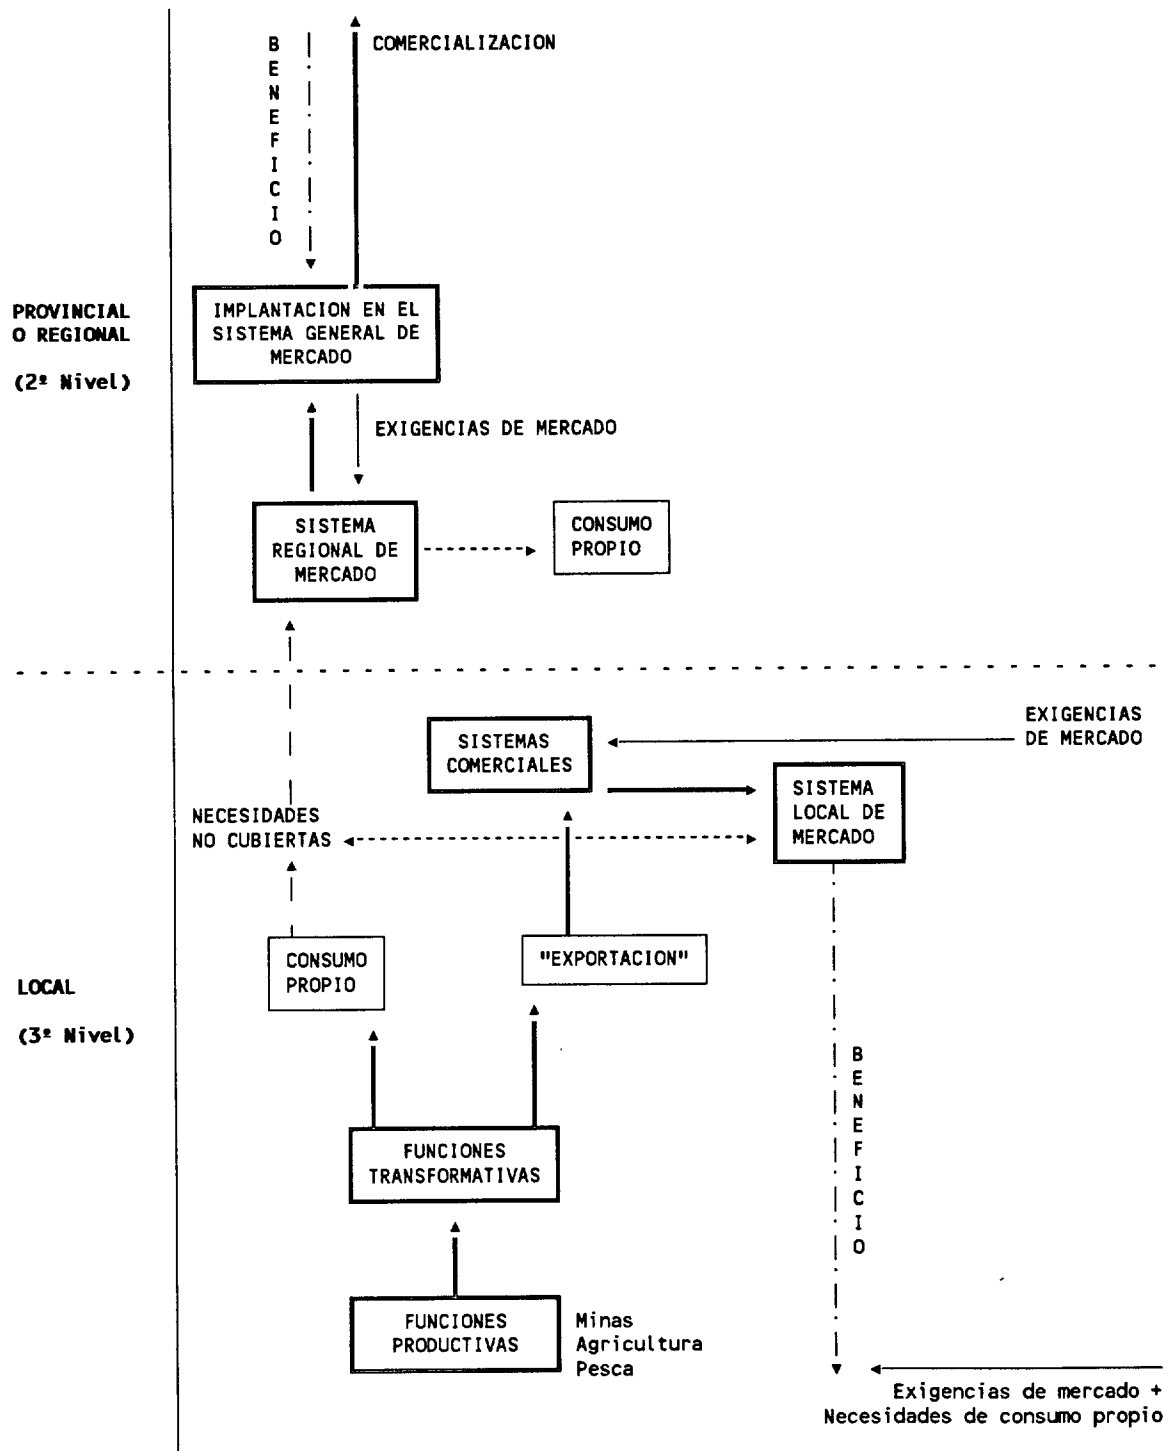 BENEFICIO
COMERCIALIZACION
PROVINCIAL
O REGIONAL
(2º Nivel)
IMPLANTACION EN EL
SISTEMA GENERAL DE
MERCADO
EXIGENCIAS DE MERCADO
SISTEMA
REGIONAL DE
MERCADO
CONSUMO
PROPIO
EXIGENCIAS
DE MERCADO
SISTEMAS
COMERCIALES
SISTEMA
LOCAL DE
MERCADO
NECESIDADES
NO CUBIERTAS
CONSUMO
PROPIO
"EXPORTACION"
LOCAL
(3º Nivel)
BENEFICIO
FUNCIONES
TRANSFORMATIVAS
FUNCIONES
PRODUCTIVAS
Minas
Agricultura
Pesca
Exigencias de mercado +
Necesidades de consumo propio